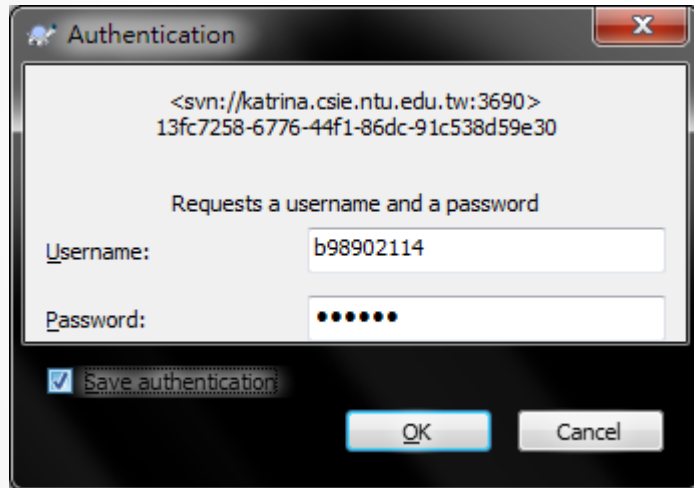 Authentication
<svn://katrina.csie.ntu.edu.tw:3690>
13fc7258-6776-44f1-86dc-91c538d59e30
Requests a username and a password
Username: b98902114
Password: ●●●●●●
Save authentication
OK Cancel